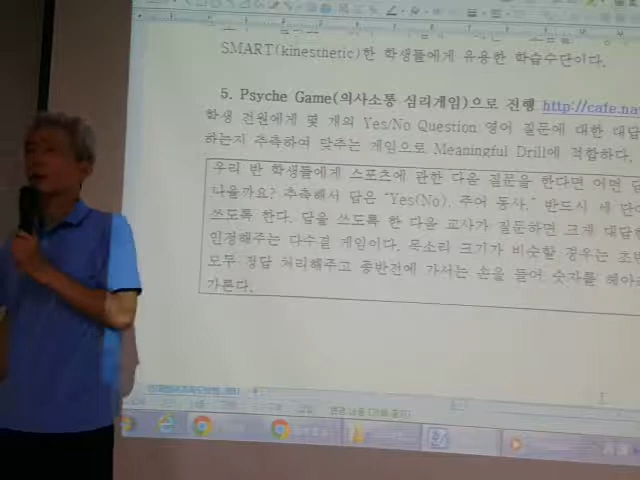 SMART(kinesthetic)한 학생들에게 유용한 학습수단이다.
5. Psyche Game(의사소통 심리게임)으로 진행 http://cafe.na
학생 전원에게 몇 개의 Yes/No Question 영어 질문에 대한 대답
하는지 추측하여 맞추는 게임으로 Meaningful Drill에 적합하다.
우리 반 학생들에게 스포츠에 관한 다음 질문을 한다면 어떤 답
나올까요? 추측해서 답은 "Yes(No), 주어 동사." 반드시 세 단어
쓰도록 한다. 답을 쓰도록 한 다음 교사가 질문하면 크게 대답한
인정해주는 다수결 게임이다. 목소리 크기가 비슷할 경우는 초반
모두 정답 처리해주고 중반전에 가서는 손을 들어 숫자를 헤아려
가른다.